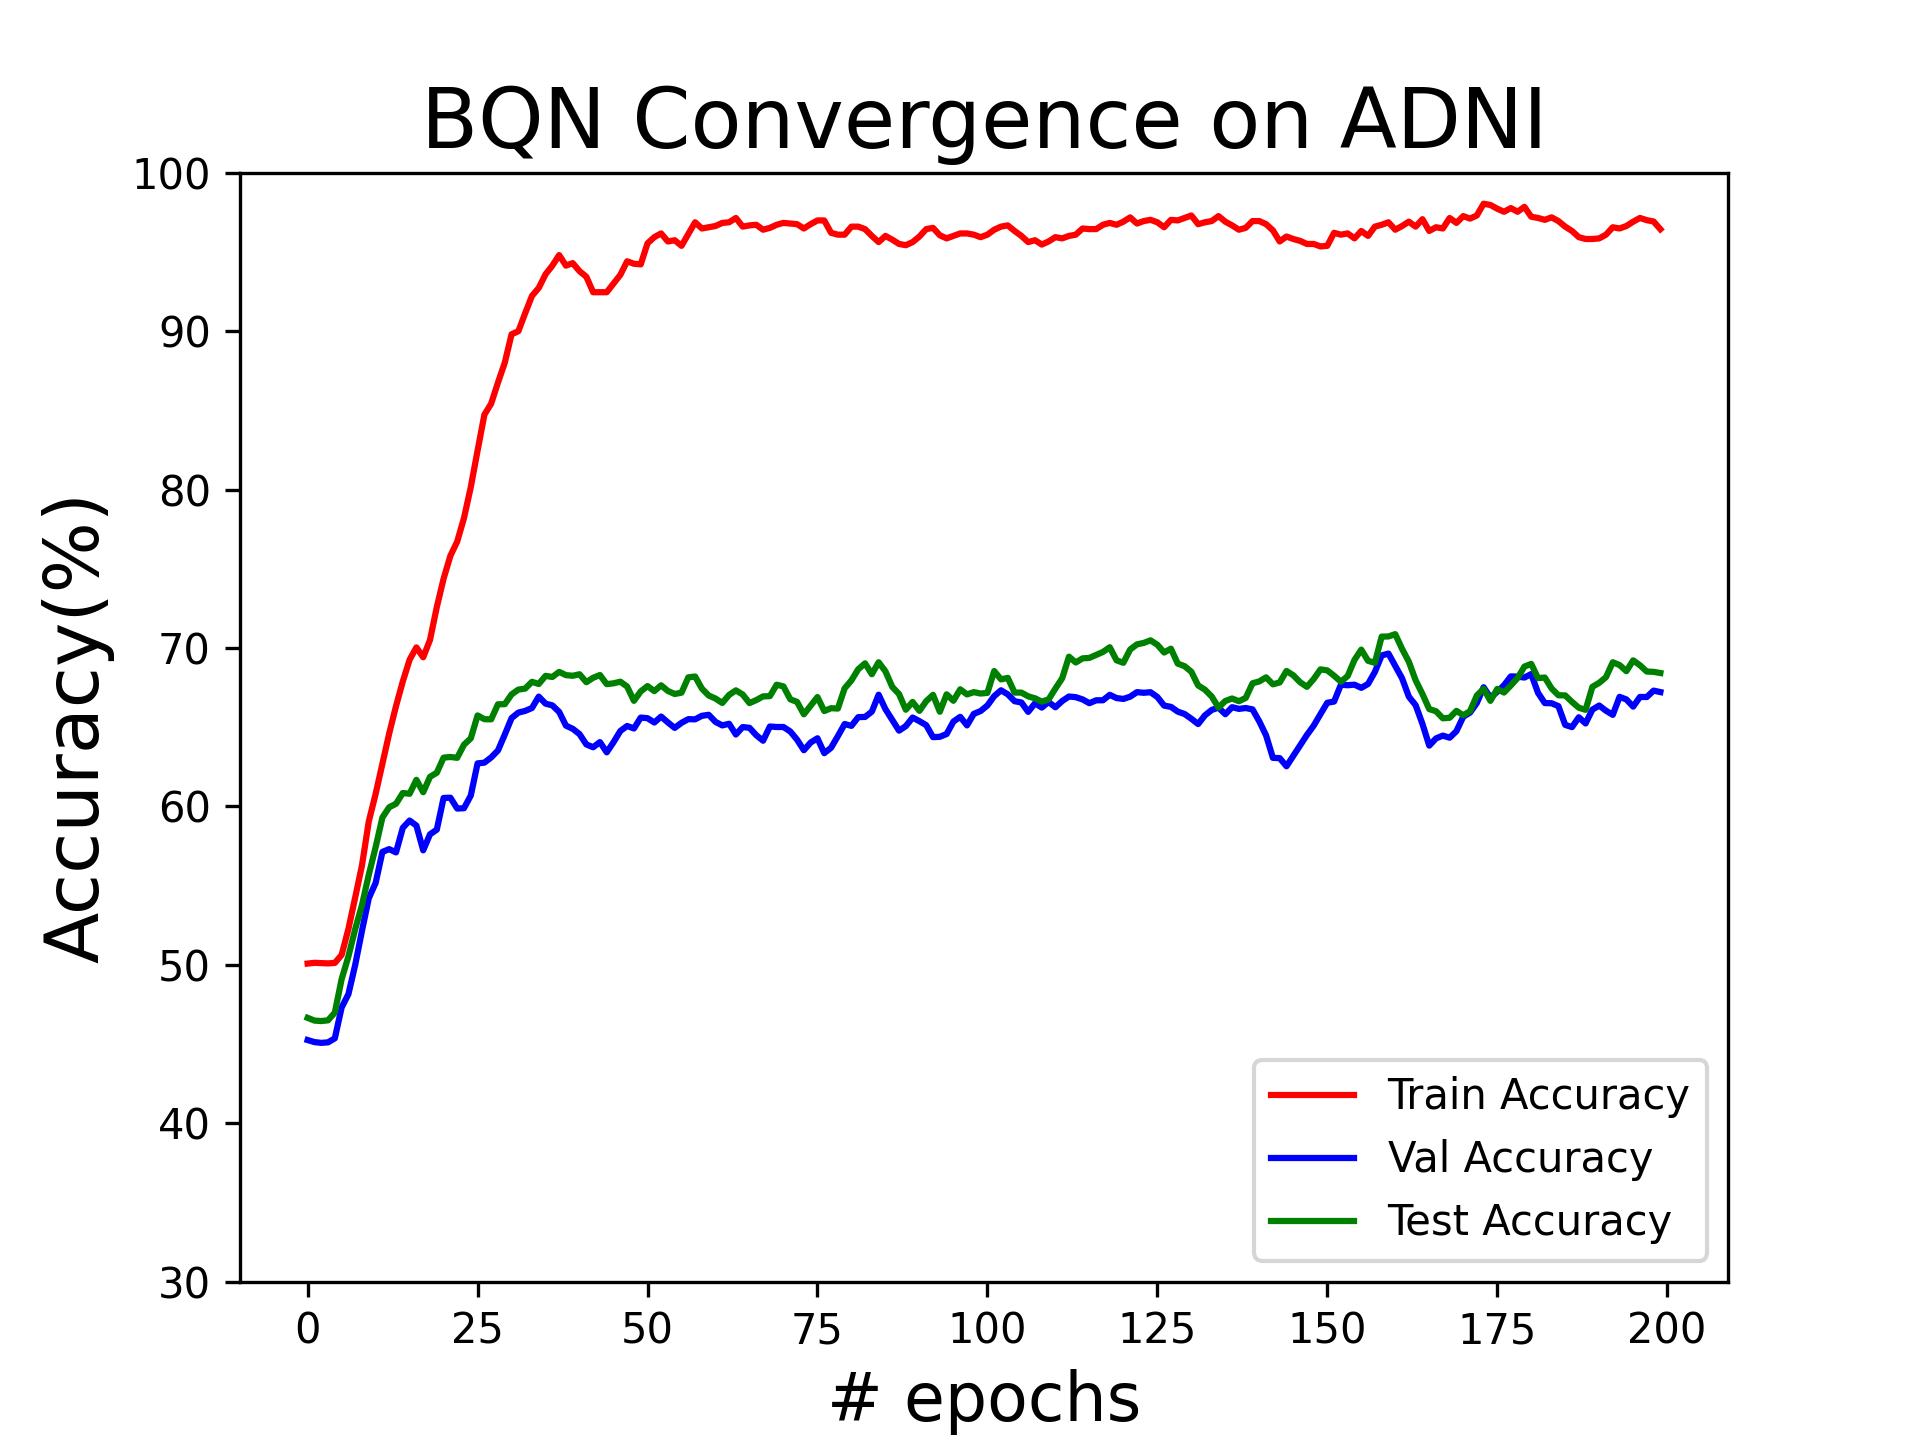 BQN Convergence on ADNI
Accuracy(%)
100
90
80
70
60
50
40
30
0 25 50 75 100 125 150 175 200
# epochs
Train Accuracy
Val Accuracy
Test Accuracy